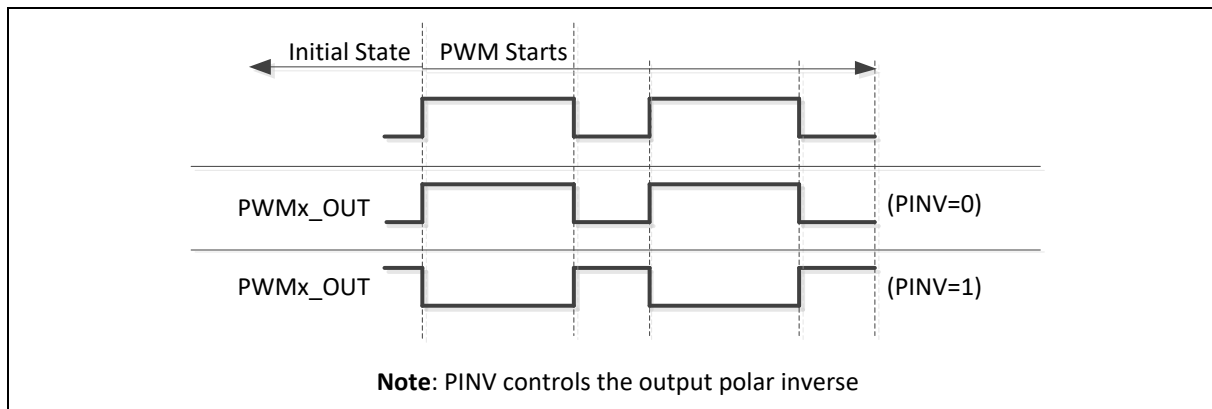 Initial State
PWM Starts
PWMx_OUT
(PINV=0)
PWMx_OUT
(PINV=1)
Note: PINV controls the output polar inverse